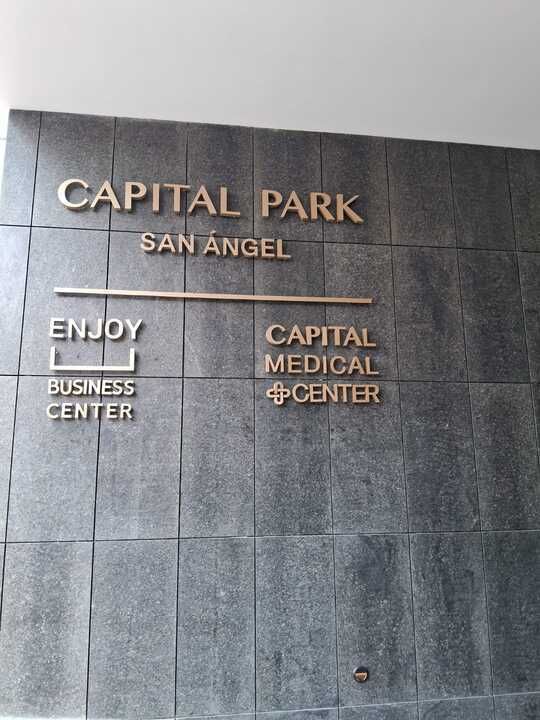 CAPITAL PARK
SAN ÁNGEL
ENJOY
BUSINESS
CENTER
CAPITAL
MEDICAL
CENTER